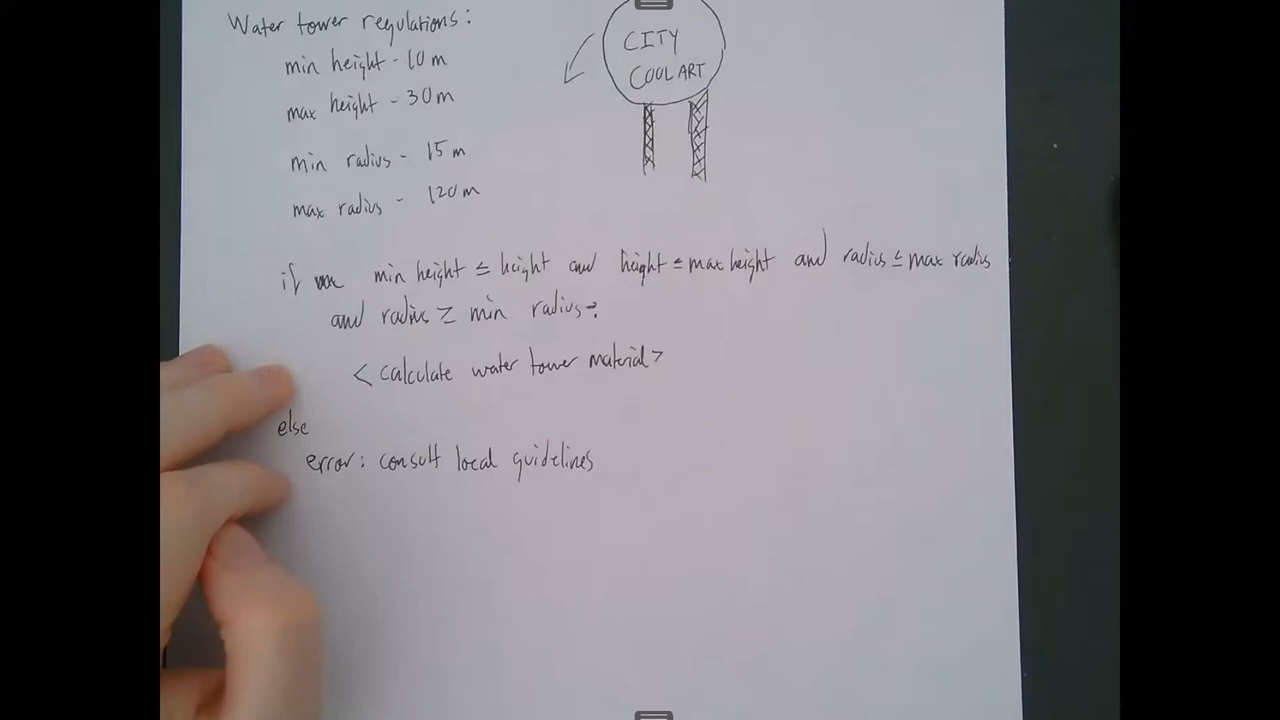 Water tower regulations:
min height - 10 m
max height - 30 m
min radius - 15 m
max radius - 120 m
CITY
COOL ART
if min height ≤ height and height ≤ max height and radius ≤ max radius
and radius ≥ min radius:
< calculate water tower material >
else
error: consult local guidelines